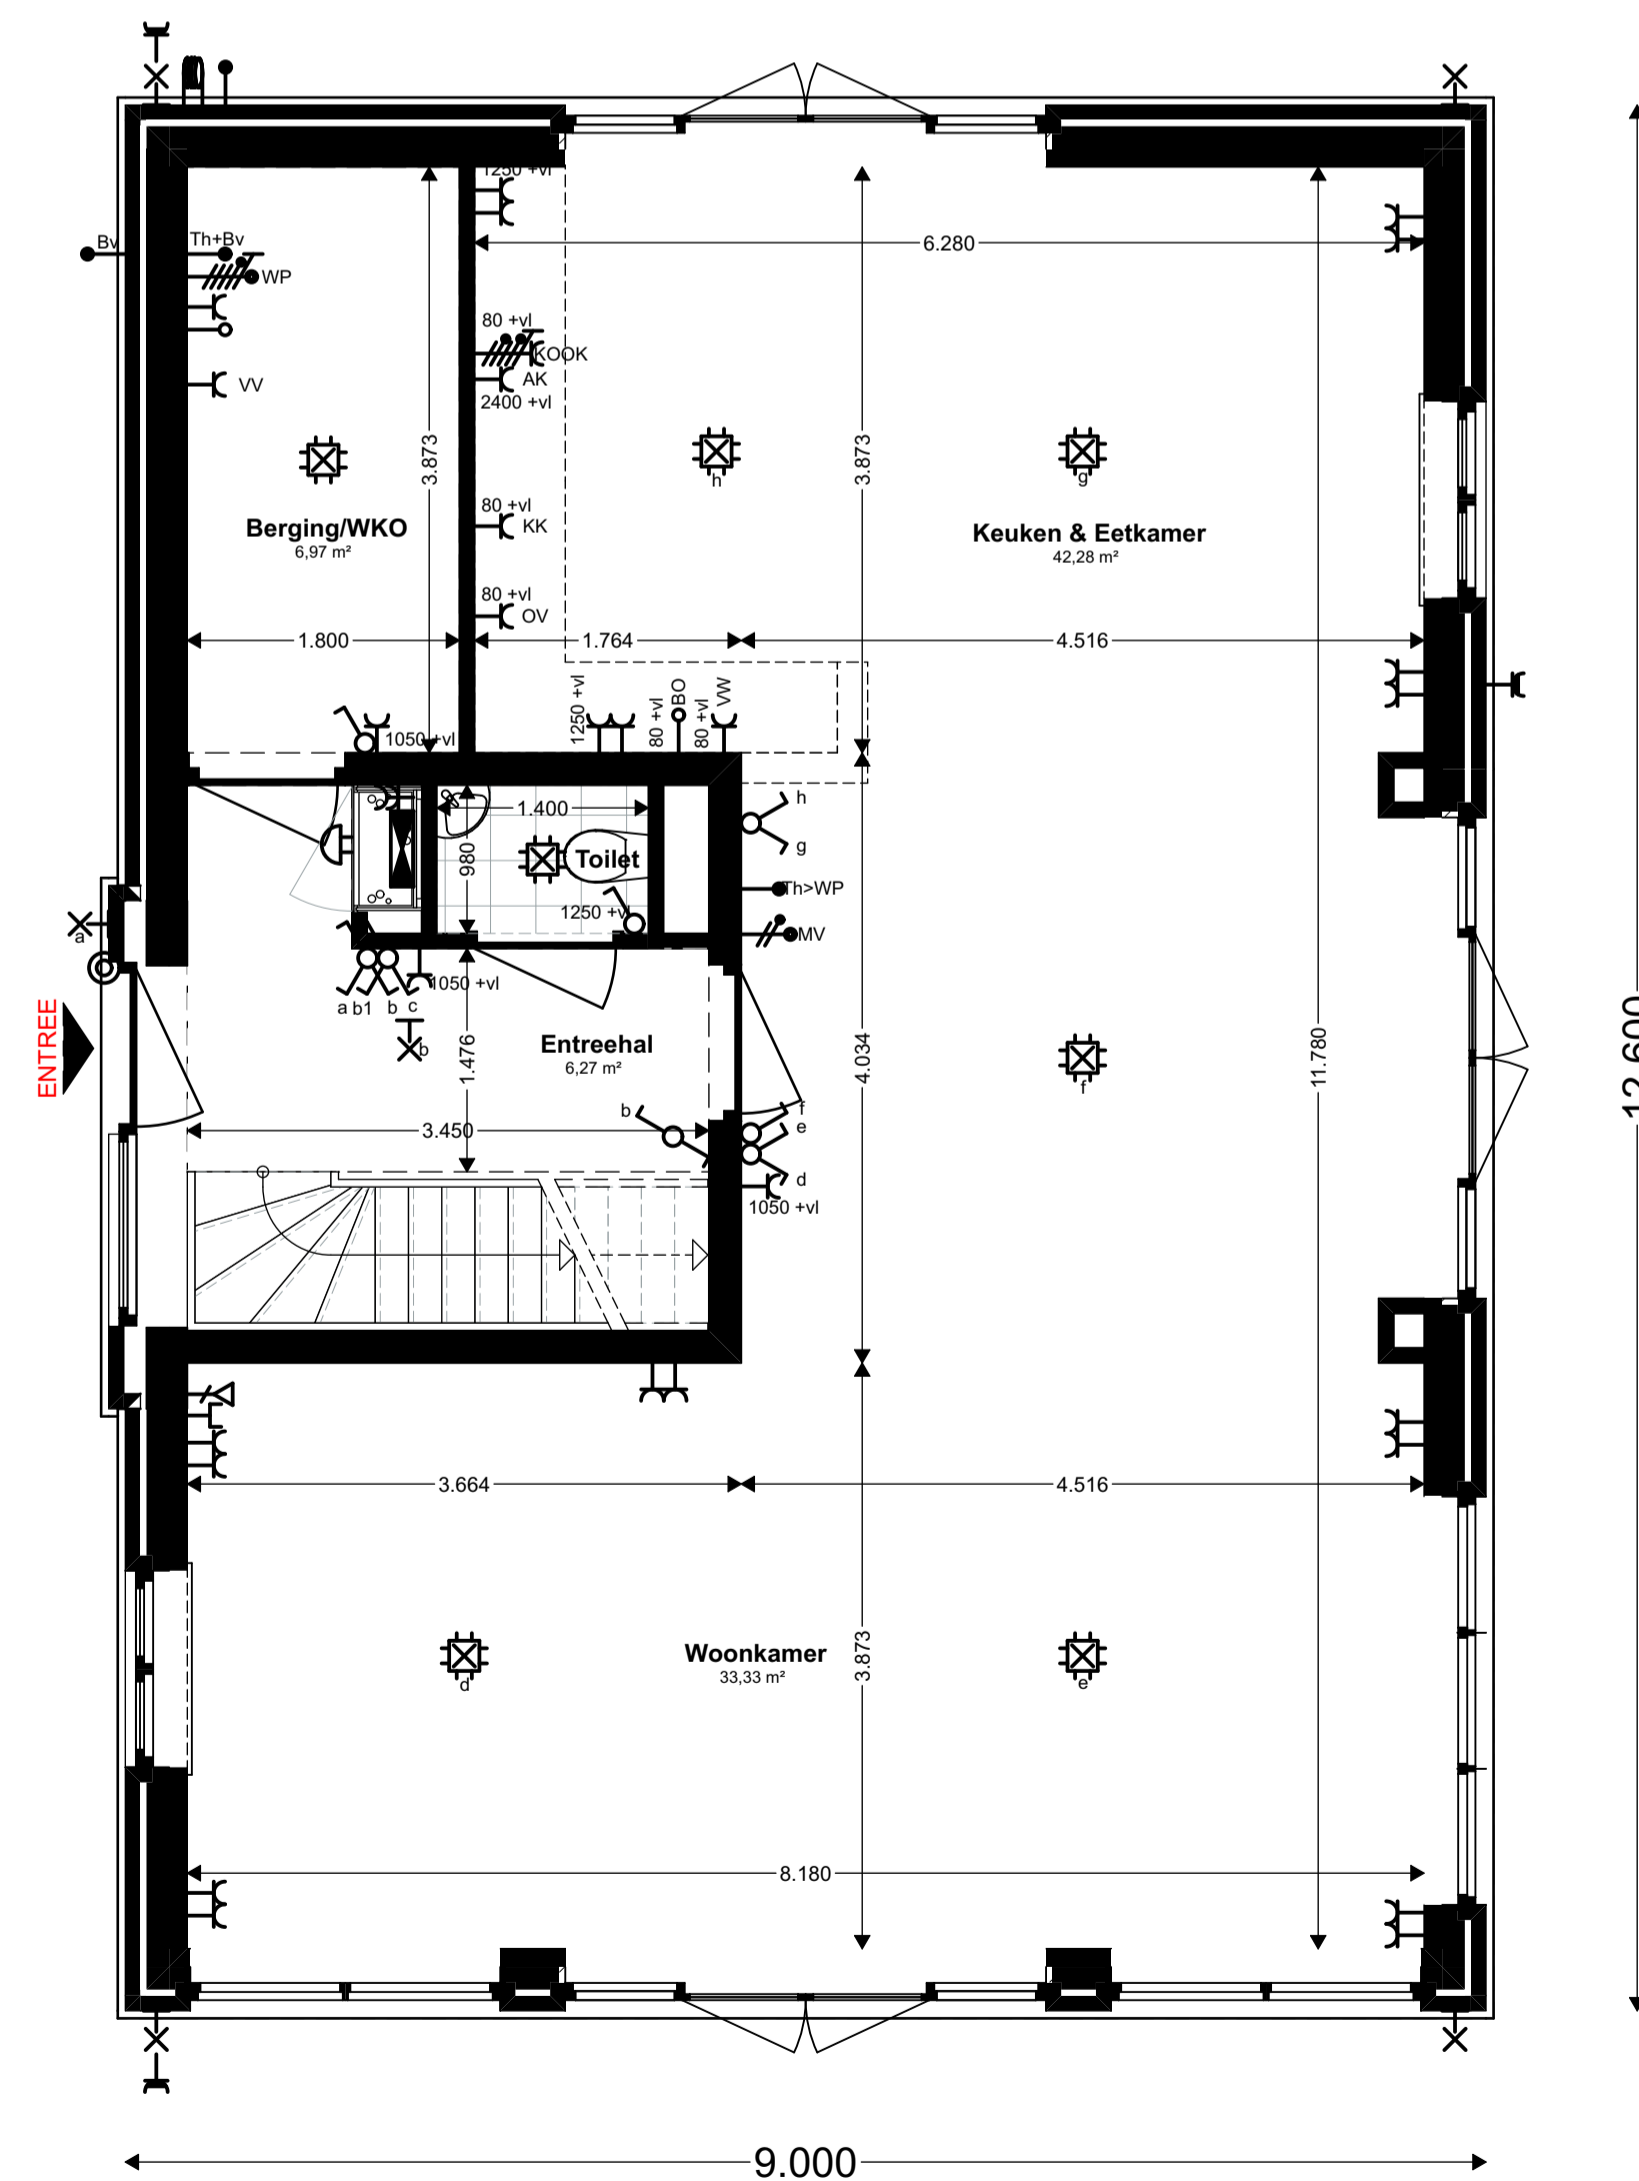 1250 +vl
6.280
Bv
Th+Bv
WP
VV
80 +vl
KOOK
AK
2400 +vl
3.873
3.873
h
g
Berging/WKO
6,97 m²
80 +vl
KK
Keuken & Eetkamer
42,28 m²
80 +vl
OV
1.800
1.764
4.516
1050 +vl
1250 +vl
80 +vl
BO
80 +vl
VW
1.400
h
g
980
Toilet
Th>WP
1250 +vl
MV
a
1050 +vl
a b1 b c
b
ENTREE
1.476
Entreehal
6,27 m²
4.034
11.780
12.600
f
3.450
b
f
e
d
1050 +vl
3.664
4.516
Woonkamer
33,33 m²
3.873
d
e
8.180
9.000